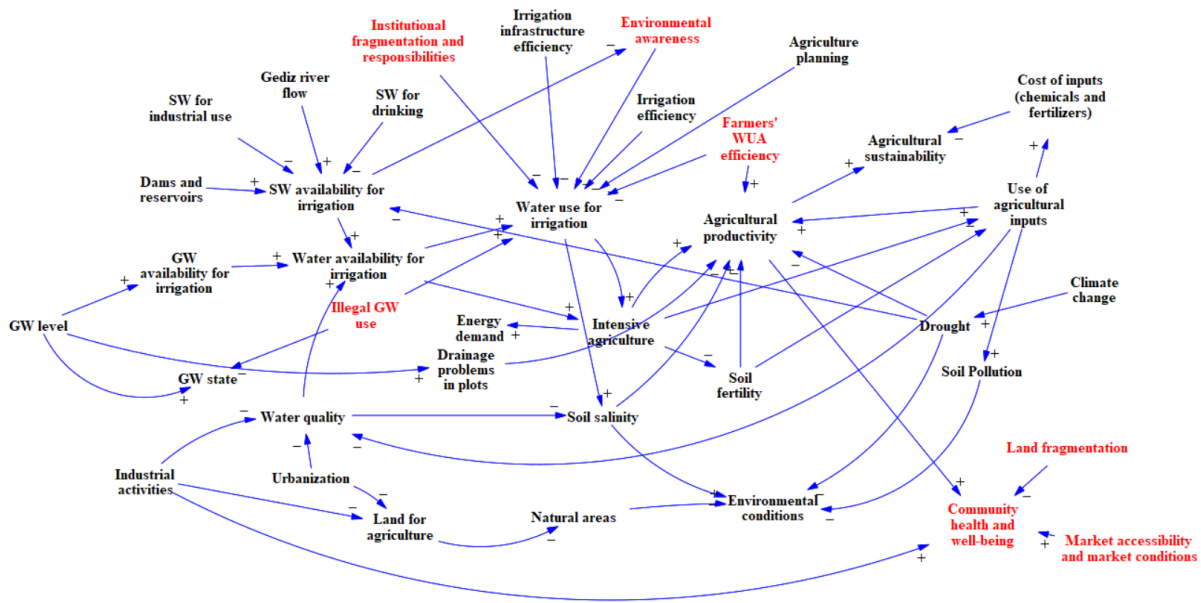 Institutional
fragmentation and
responsibilities
Irrigation
infrastructure
efficiency
Environmental
awareness
Agriculture
planning
Gediz river
flow
SW for
industrial use
SW for
drinking
Irrigation
efficiency
Farmers'
WUA
efficiency
Cost of inputs
(chemicals and
fertilizers)
Agricultural
sustainability
Dams and
reservoirs
SW availability for
irrigation
Water use for
irrigation
Agricultural
productivity
Use of
agricultural
inputs
GW
availability for
irrigation
Water availability for
irrigation
Illegal GW
use
Climate
change
GW level
Energy
demand
Intensive
agriculture
Drought
Drainage
problems
in plots
GW state
Soil
fertility
Soil Pollution
Water quality
Soil salinity
Industrial
activities
Urbanization
Land fragmentation
Land for
agriculture
Natural areas
Environmental
conditions
Community
health and
well-being
Market accessibility
and market conditions